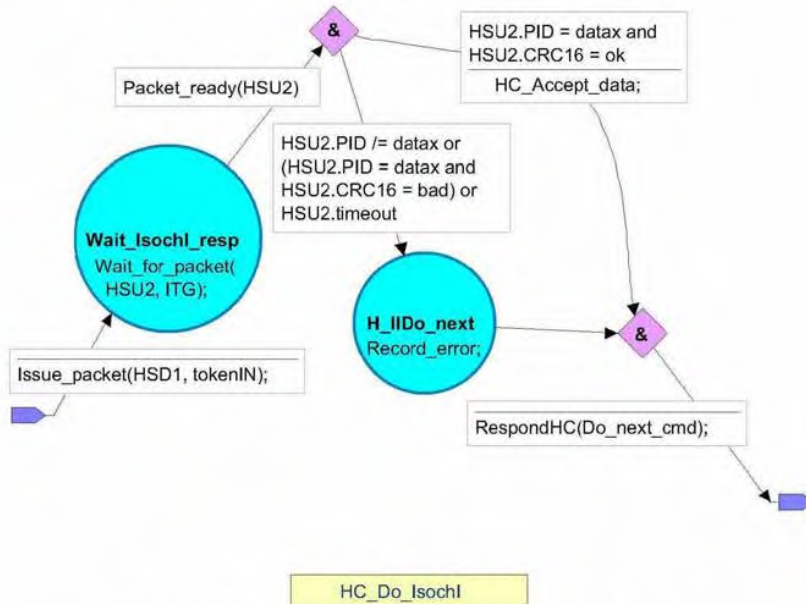 &
HSU2.PID = datax and
HSU2.CRC16 = ok
HC_Accept_data;
Packet_ready(HSU2)
HSU2.PID /= datax or
(HSU2.PID = datax and
HSU2.CRC16 = bad) or
HSU2.timeout
Wait_IsochI_resp
Wait_for_packet(
HSU2, ITG);
H_IIDo_next
Record_error;
&
Issue_packet(HSD1, tokenIN);
RespondHC(Do_next_cmd);
HC_Do_IsochI